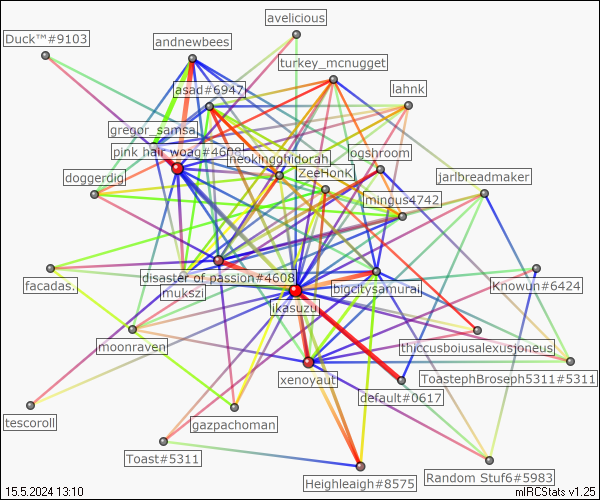 avelicious
Duck™#9103
andnewbees
turkey_mcnugget
asad#6947
lahnk
gregor_samsa
pink hair woag#4608
neokingghidorah
ogshroom
doggerdig
ZeeHonK
jarlbreadmaker
mingus4742
disaster of passion#4608
facadas.
mukszi
bigcitysamurai
Knowun#6424
ikasuzu
moonraven
thiccusboiusalexusjoneus
xenoyaut
ToastephBroseph5311#5311
default#0617
tescoroll
gazpachoman
Toast#5311
Heighleaigh#8575
Random Stuf6#5983
15.5.2024 13:10
mIRCStats v1.25